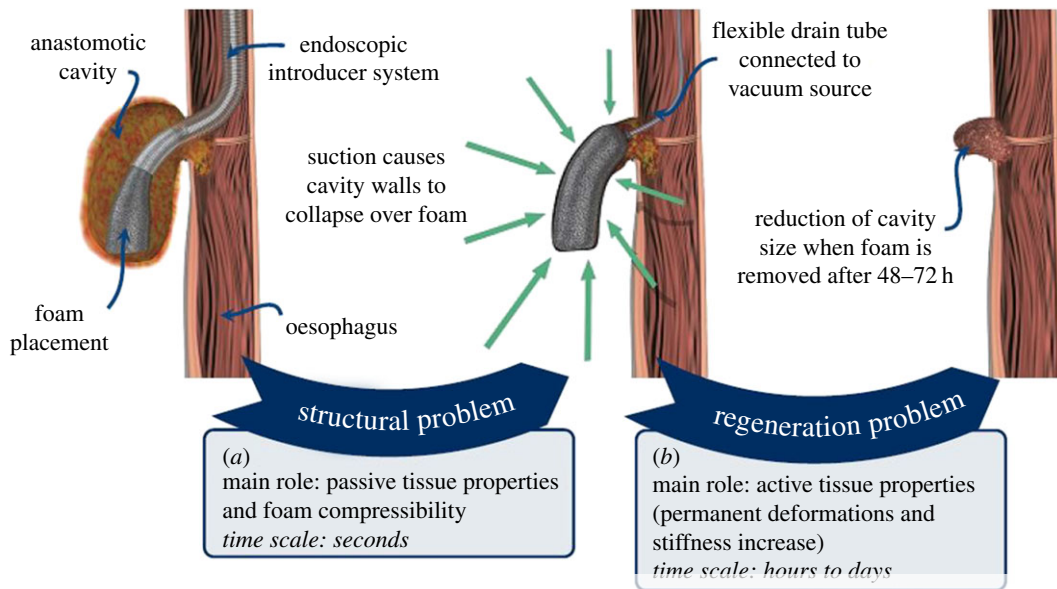 anastomotic
cavity
endoscopic
introducer system
foam
placement
oesophagus
suction causes
cavity walls to
collapse over foam
flexible drain tube
connected to
vacuum source
reduction of cavity
size when foam is
removed after 48–72 h
structural problem
regeneration problem
(a)
main role: passive tissue properties
and foam compressibility
time scale: seconds
(b)
main role: active tissue properties
(permanent deformations and
stiffness increase)
time scale: hours to days